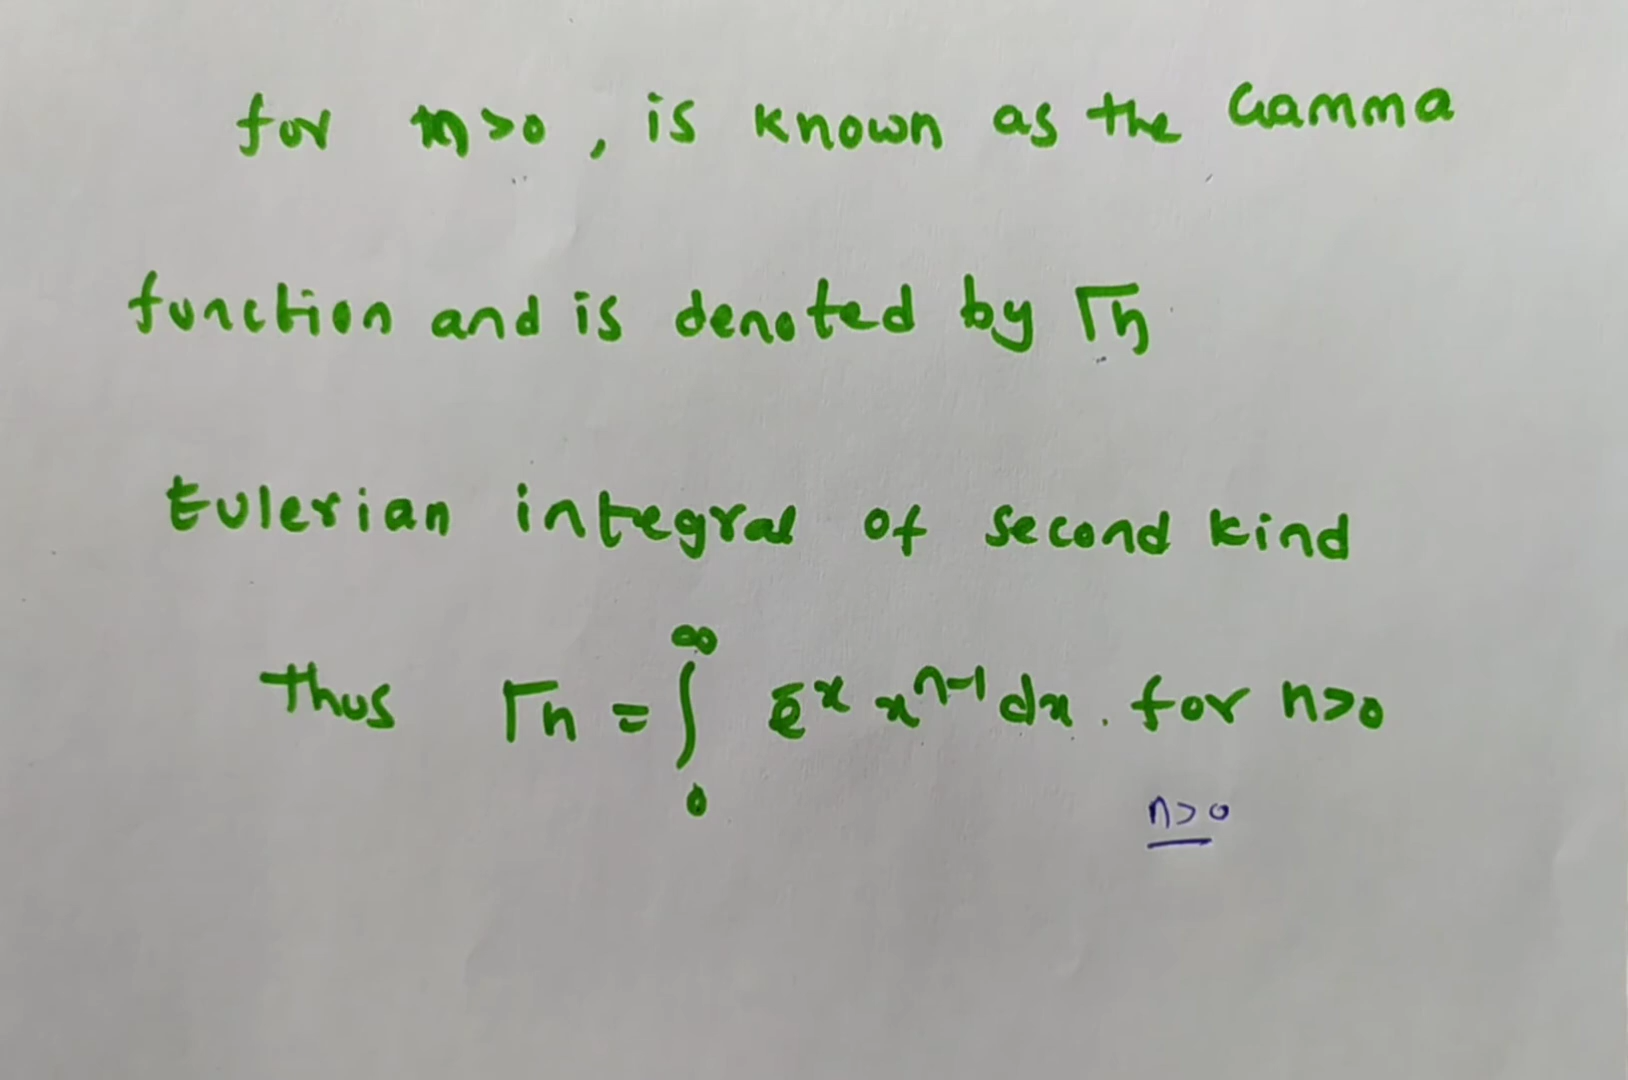 for n>0, is known as the Gamma
function and is denoted by Γn
Eulerian integral of second kind
thus Γn = ∫₀^∞ e⁻ˣ xⁿ⁻¹ dx. for n>0
n>0